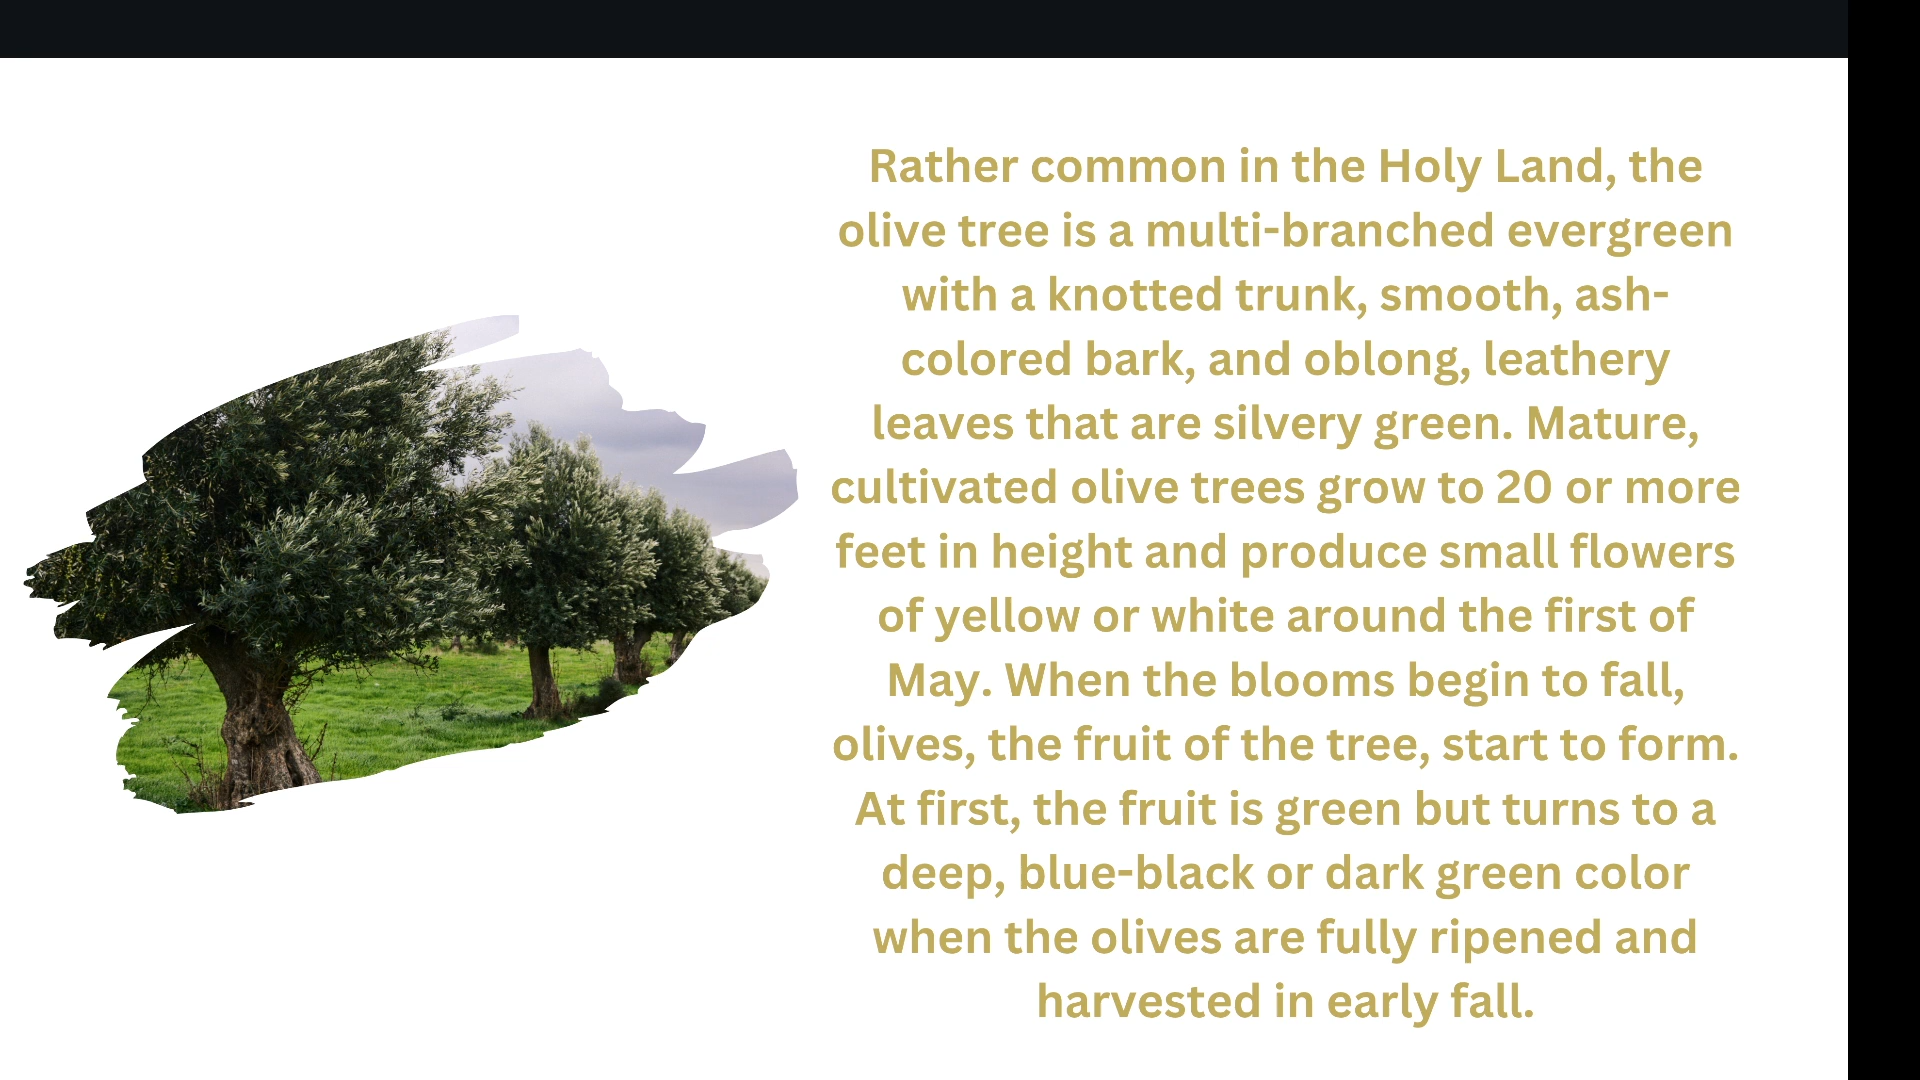 Rather common in the Holy Land, the
olive tree is a multi-branched evergreen
with a knotted trunk, smooth, ash-
colored bark, and oblong, leathery
leaves that are silvery green. Mature,
cultivated olive trees grow to 20 or more
feet in height and produce small flowers
of yellow or white around the first of
May. When the blooms begin to fall,
olives, the fruit of the tree, start to form.
At first, the fruit is green but turns to a
deep, blue-black or dark green color
when the olives are fully ripened and
harvested in early fall.